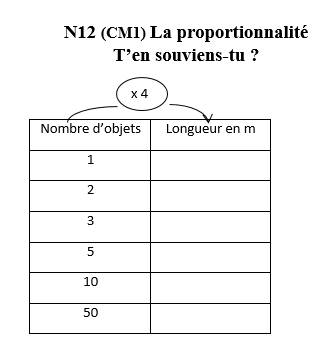 N12 (CM1) La proportionnalité
T'en souviens-tu ?
x 4
Nombre d'objets Longueur en m
1
2
3
5
10
50